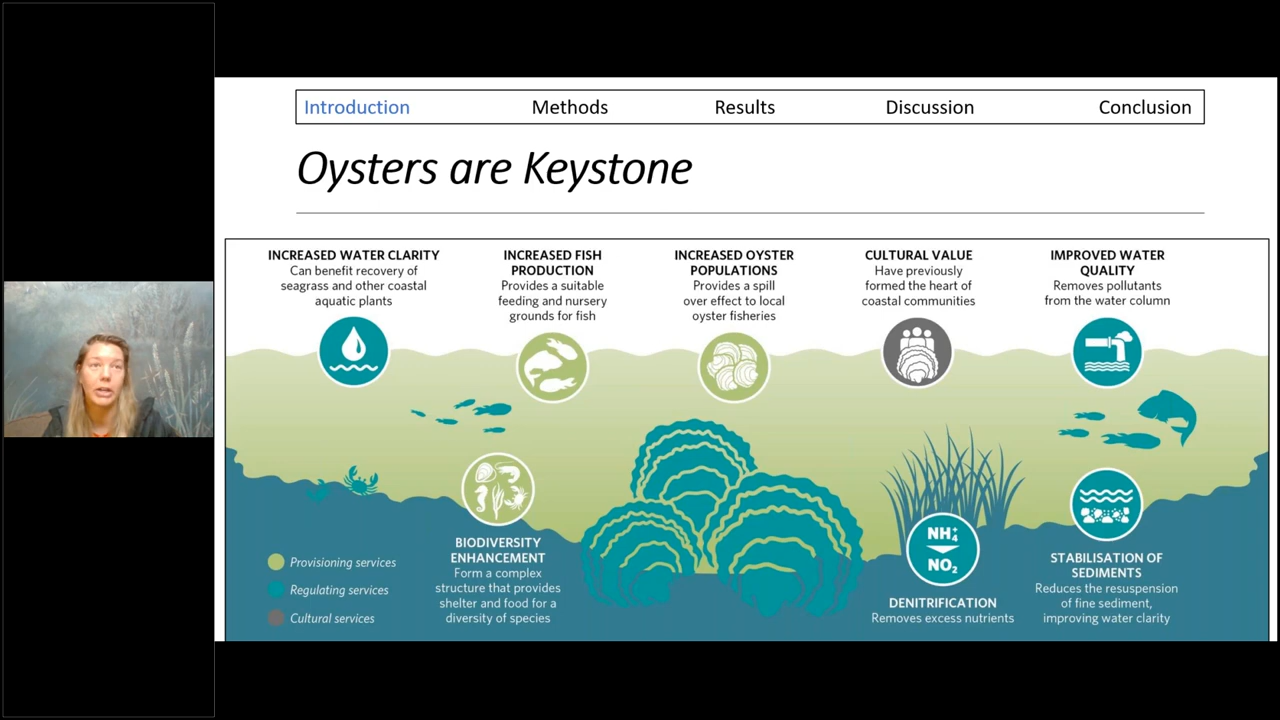 Introduction Methods Results Discussion Conclusion
Oysters are Keystone
INCREASED WATER CLARITY
Can benefit recovery of
seagrass and other coastal
aquatic plants
INCREASED FISH
PRODUCTION
Provides a suitable
feeding and nursery
grounds for fish
INCREASED OYSTER
POPULATIONS
Provides a spill
over effect to local
oyster fisheries
CULTURAL VALUE
Have previously
formed the heart of
coastal communities
IMPROVED WATER
QUALITY
Removes pollutants
from the water column
Provisioning services
Regulating services
Cultural services
BIODIVERSITY
ENHANCEMENT
Form a complex
structure that provides
shelter and food for a
diversity of species
NH₄⁺
NO₂
DENITRIFICATION
Removes excess nutrients
STABILISATION OF
SEDIMENTS
Reduces the resuspension
of fine sediment,
improving water clarity